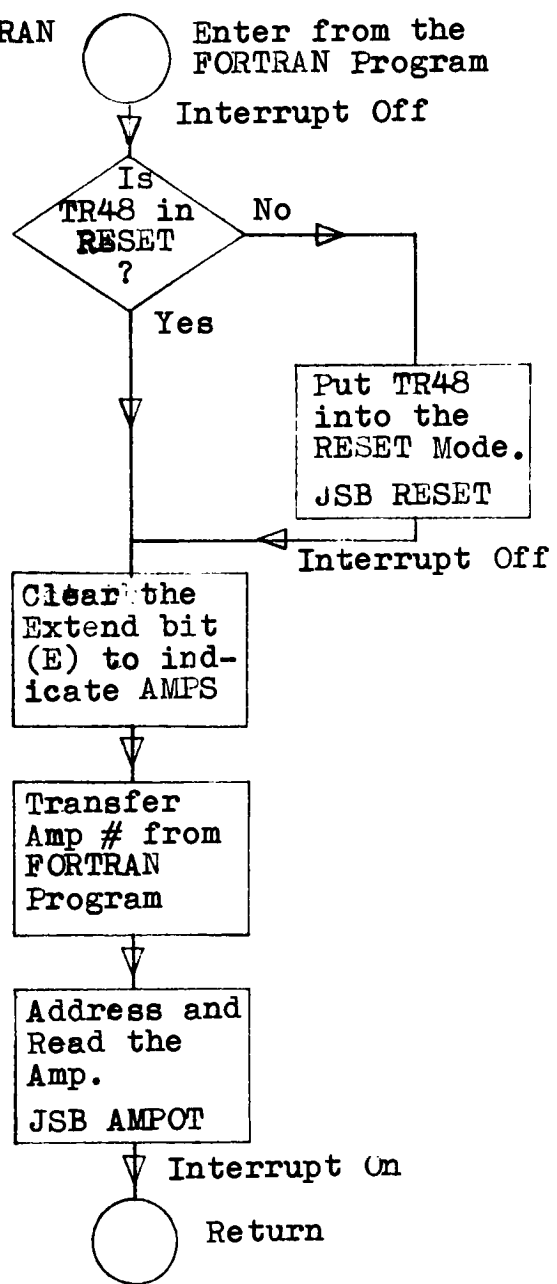 RAN
Enter from the
FORTRAN Program
Interrupt Off
Is
TR48 in
RESET
?
No
Yes
Put TR48
into the
RESET Mode.
JSB RESET
Interrupt Off
Clear the
Extend bit
(E) to ind-
icate AMPS
Transfer
Amp # from
FORTRAN
Program
Address and
Read the
Amp.
JSB AMPOT
Interrupt On
Return